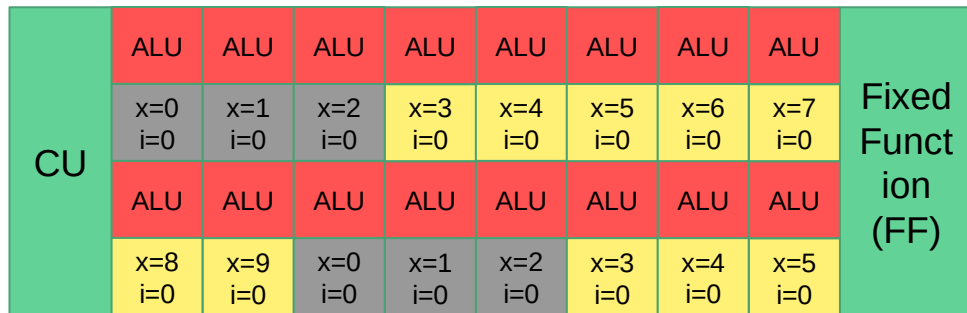 CU
ALU ALU ALU ALU ALU ALU ALU ALU
x=0 x=1 x=2 x=3 x=4 x=5 x=6 x=7
i=0 i=0 i=0 i=0 i=0 i=0 i=0 i=0
ALU ALU ALU ALU ALU ALU ALU ALU
x=8 x=9 x=0 x=1 x=2 x=3 x=4 x=5
i=0 i=0 i=0 i=0 i=0 i=0 i=0 i=0
Fixed
Funct
ion
(FF)